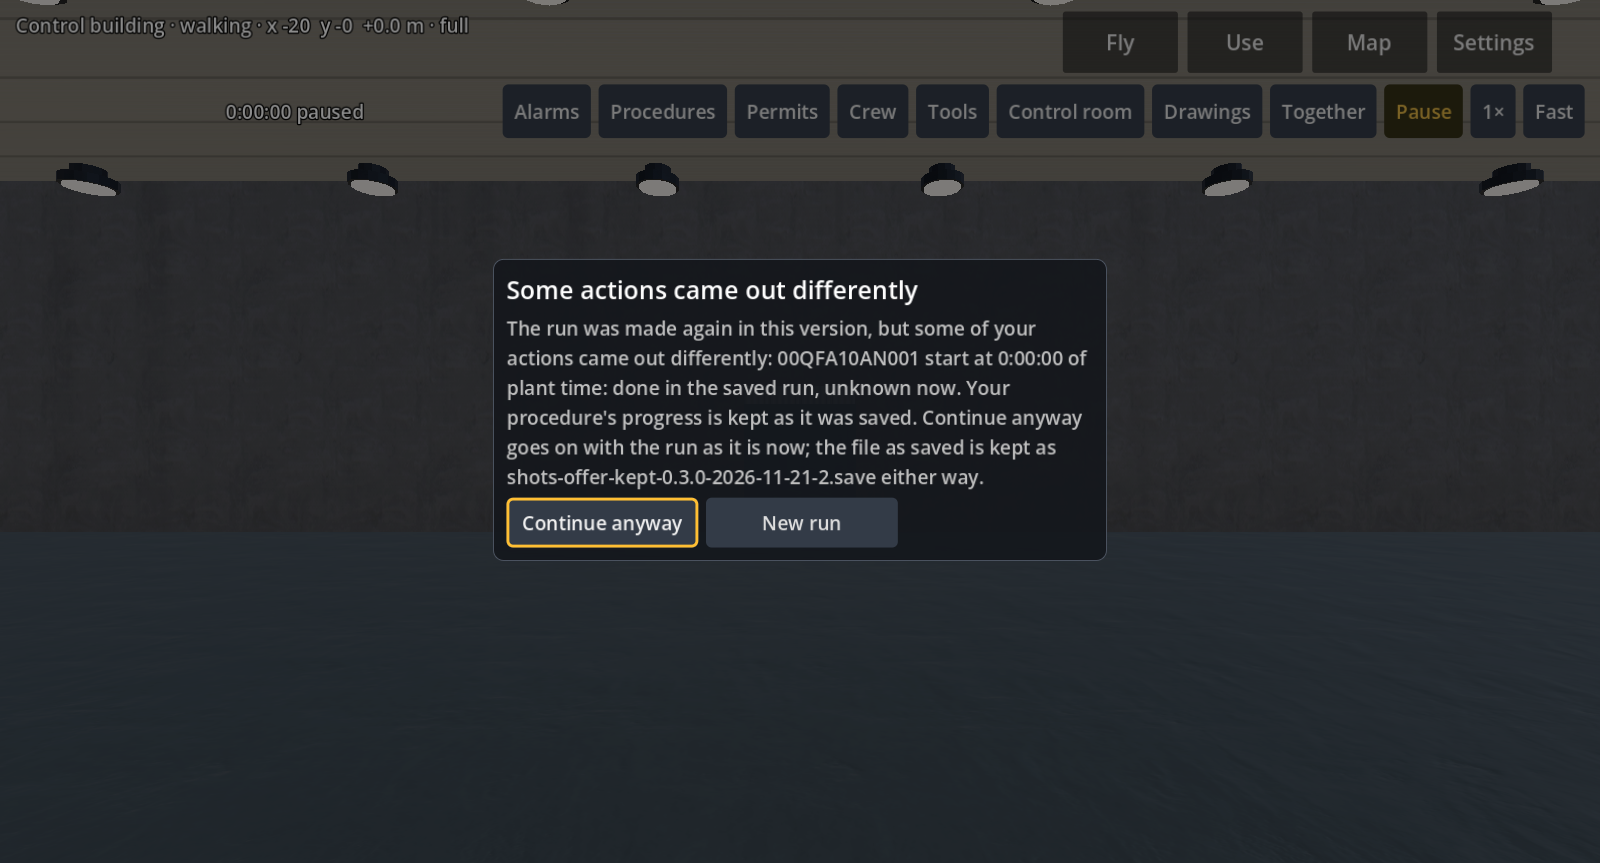 Control building · walking · x -20 y -0 +0.0 m · full
Fly
Use
Map
Settings
0:00:00 paused
Alarms
Procedures
Permits
Crew
Tools
Control room
Drawings
Together
Pause
1×
Fast
Some actions came out differently
The run was made again in this version, but some of your
actions came out differently: 00QFA10AN001 start at 0:00:00 of
plant time: done in the saved run, unknown now. Your
procedure's progress is kept as it was saved. Continue anyway
goes on with the run as it is now; the file as saved is kept as
shots-offer-kept-0.3.0-2026-11-21-2.save either way.
Continue anyway
New run